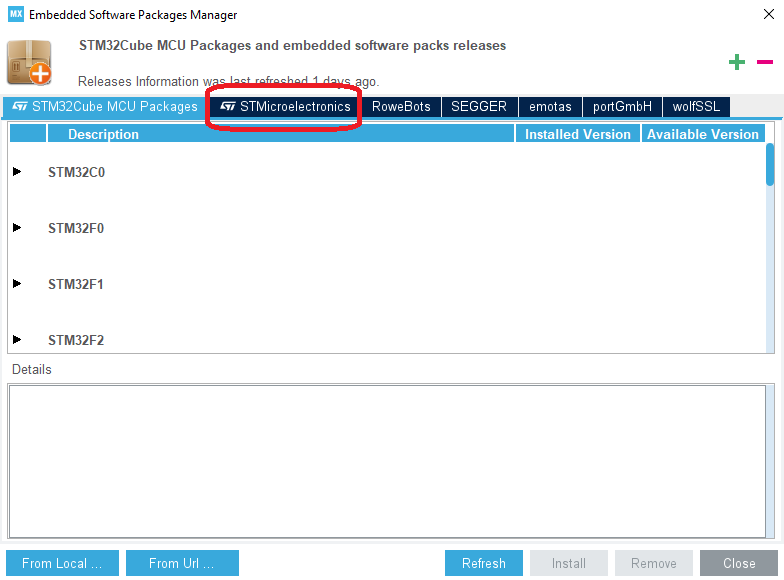 MX Embedded Software Packages Manager
STM32Cube MCU Packages and embedded software packs releases
Releases Information was last refreshed 1 days ago.
ST STM32Cube MCU Packages ST STMicroelectronics RoweBots SEGGER emotas portGmbH wolfSSL
Description Installed Version Available Version
STM32C0
STM32F0
STM32F1
STM32F2
Details
From Local ... From Url ... Refresh Install Remove Close